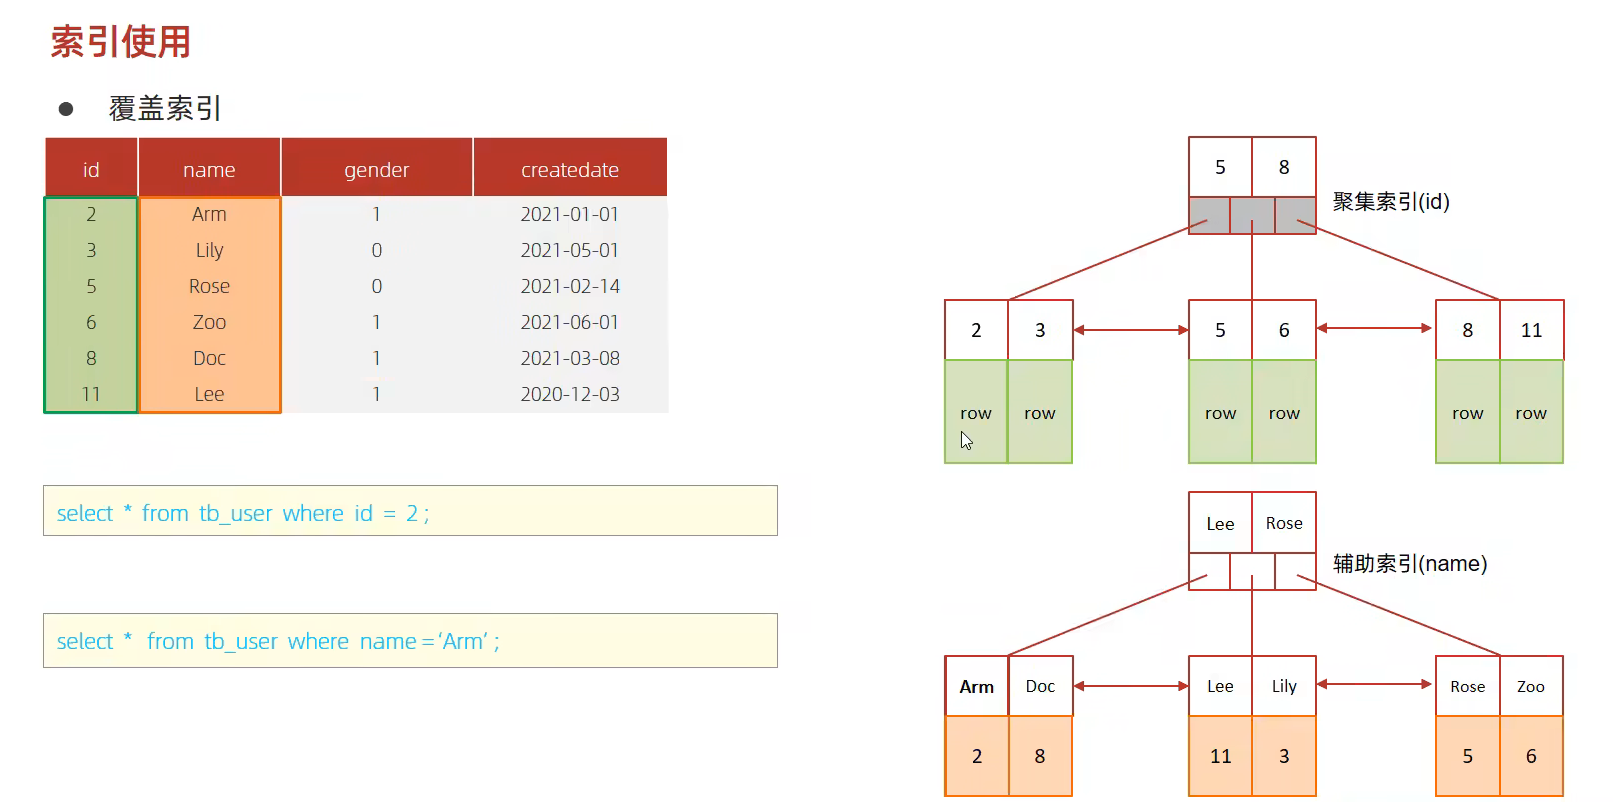 索引使用
● 覆盖索引
id name gender createdate
2 Arm 1 2021-01-01
3 Lily 0 2021-05-01
5 Rose 0 2021-02-14
6 Zoo 1 2021-06-01
8 Doc 1 2021-03-08
11 Lee 1 2020-12-03
select * from tb_user where id = 2 ;
select * from tb_user where name = ‘Arm’ ;
5 8
聚集索引(id)
2 3 5 6 8 11
row row row row row row
Lee Rose
辅助索引(name)
Arm Doc Lee Lily Rose Zoo
2 8 11 3 5 6